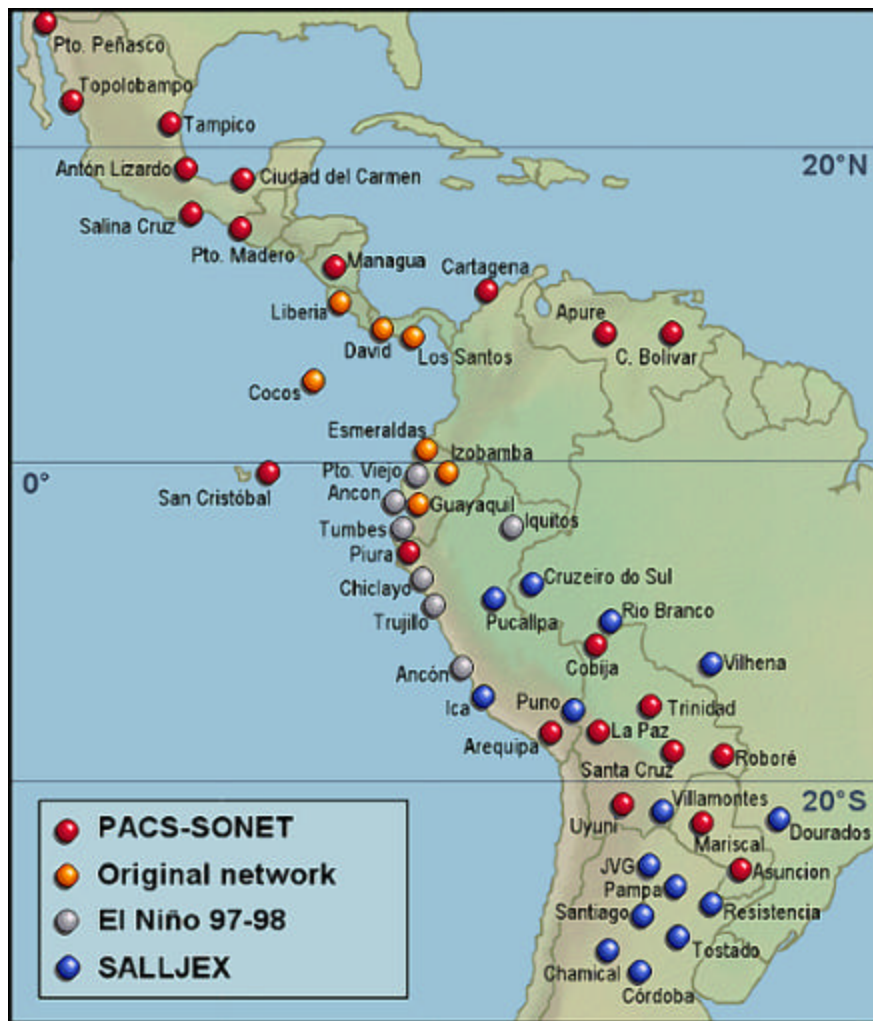 Pto. Peñasco
Topolobampo
Tampico
Antón Lizardo
Ciudad del Carmen
20°N
Salina Cruz
Pto. Madero
Managua
Cartagena
Liberia
Apure
David
Los Santos
C. Bolivar
Cocos
Esmeraldas
Izobamba
Pto. Viejo
0°
San Cristóbal
Ancon
Guayaquil
Iquitos
Tumbes
Piura
Chiclayo
Cruzeiro do Sul
Trujillo
Pucallpa
Rio Branco
Cobija
Vilhena
Ancón
Ica
Puno
Trinidad
Arequipa
La Paz
Santa Cruz
Roboré
20°S
Villamontes
Uyuni
Mariscal
Dourados
JVG
Asuncion
Pampa
Santiago
Resistencia
Tostado
Chamical
Córdoba
PACS-SONET
Original network
El Niño 97-98
SALLJEX